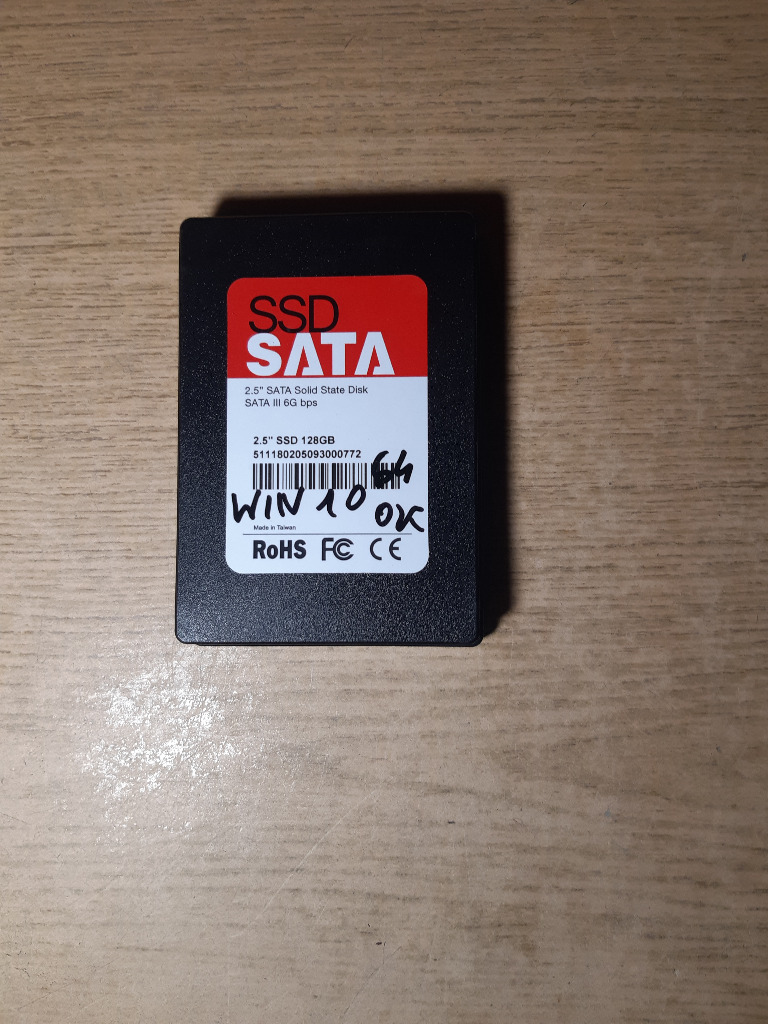 SSD
SATA
2.5" SATA Solid State Disk
SATA III 6G bps
2.5" SSD 128GB
511180205093000772
64
WIN 10
OK
Made in Taiwan
RoHS FC CE